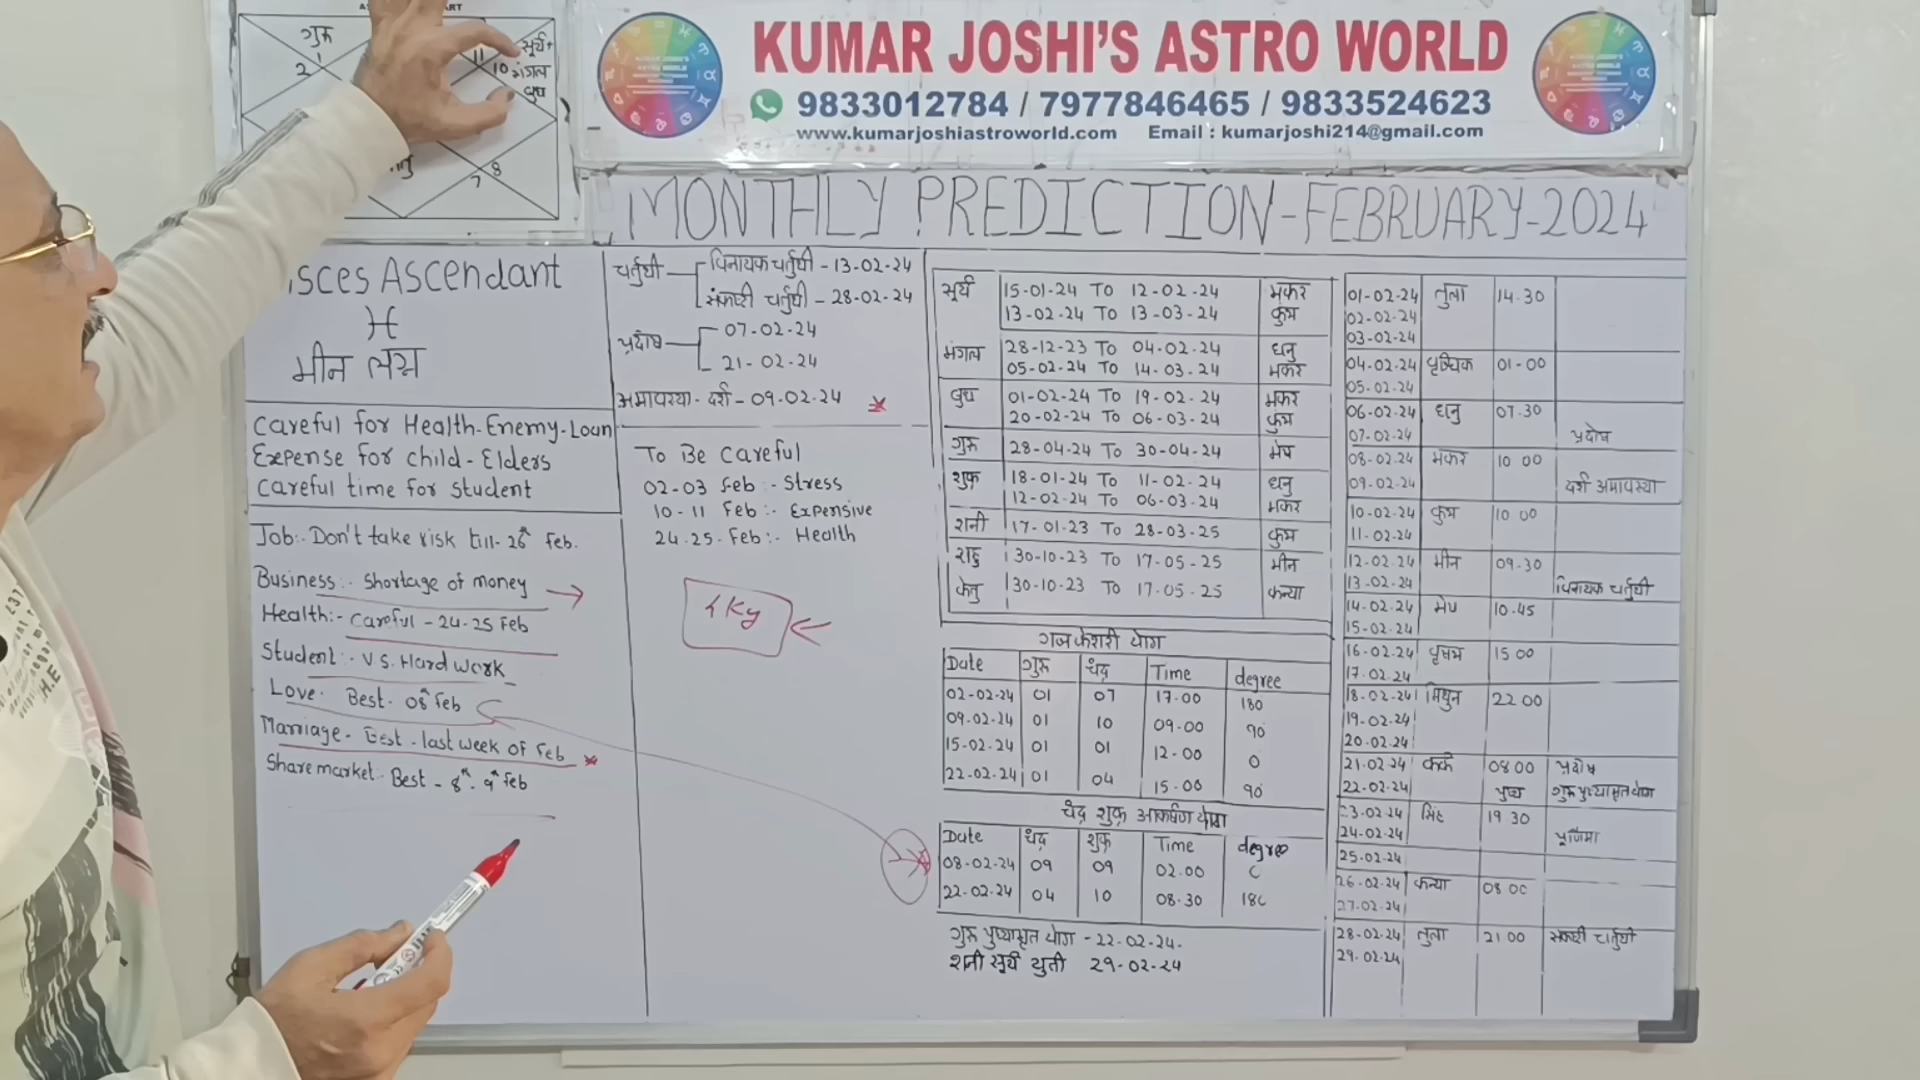 ART
गुरु
1
2
11
सूर्य+
10 मंगल
बुध
8
7
KUMAR JOSHI'S ASTRO WORLD
9833012784 / 7977846465 / 9833524623
www.kumarjoshiastroworld.com Email : kumarjoshi214@gmail.com
MONTHLY PREDICTION-FEBRUARY-2024
isces Ascendant
मीन लग्न
Careful for Health-Enemy-Loan
Expense for child-Elders
Careful time for student
Job:- Don't take risk till-26th feb.
Business:- Shortage of money
Health:- Careful - 24-25 Feb
Student:- V.S. Hard work
Love- Best- 08th feb
Marriage- Best-last week of feb
Share market:- Best - 8th - 9th feb
चर्तुथी विनायक चर्तुथी - 13-02-24
संकष्टी चर्तुथी - 28-02-24
प्रदोष 07-02-24
21-02-24
अमावस्या- दर्श - 09-02-24
To Be Careful
02-03 feb :- Stress
10-11 Feb :- Expensive
24-25-Feb:- Health
4Kg
सूर्य 15-01-24 TO 12-02-24 मकर
13-02-24 TO 13-03-24 कुंभ
मंगल 28-12-23 TO 04-02-24 धनु
05-02-24 TO 14-03-24 मकर
बुध 01-02-24 TO 19-02-24 मकर
20-02-24 TO 06-03-24 कुंभ
गुरु 28-04-24 TO 30-04-24 मेष
शुक्र 18-01-24 TO 11-02-24 धनु
12-02-24 TO 06-03-24 मकर
शनी 17-01-23 TO 28-03-25 कुंभ
राहु 30-10-23 TO 17-05-25 मीन
केतु 30-10-23 TO 17-05-25 कन्या
गजकेशरी योग
Date गुरु चंद्र Time degree
02-02-24 01 07 17-00 180
09-02-24 01 10 09-00 90
15-02-24 01 01 12-00 0
22-02-24 01 04 15-00 90
चंद्र शुक्र आकर्षण योग
Date चंद्र शुक्र Time degree
08-02-24 09 09 02-00
22-02-24 04 10 08-30
गुरु पुष्यामृत योग - 22-02-24.
शनी सूर्य युती 29-02-24
01-02-24 तुला 14-30
02-02-24
03-02-24
04-02-24 वृश्चिक 01-00
05-02-24
06-02-24 धनु 07-30
07-02-24 प्रदोष
08-02-24 मकर 10 00
09-02-24 दर्श अमावस्या
10-02-24 कुंभ 10 00
11-02-24
12-02-24 मीन 09-30
13-02-24 विनायक चर्तुथी
14-02-24 मेष 10-45
15-02-24
16-02-24 वृषभ 15 00
17-02-24
18-02-24 मिथुन 22 00
19-02-24
20-02-24
21-02-24 कर्क 08 00 प्रदोष
22-02-24 पुष्य गुरुपुष्यामृत योग
23-02-24 सिंह 19 30
24-02-24 पूर्णिमा
25-02-24
26-02-24 कन्या 08 00
27-02-24
28-02-24 तुला 21 00 संकष्टी चर्तुथी
29-02-24